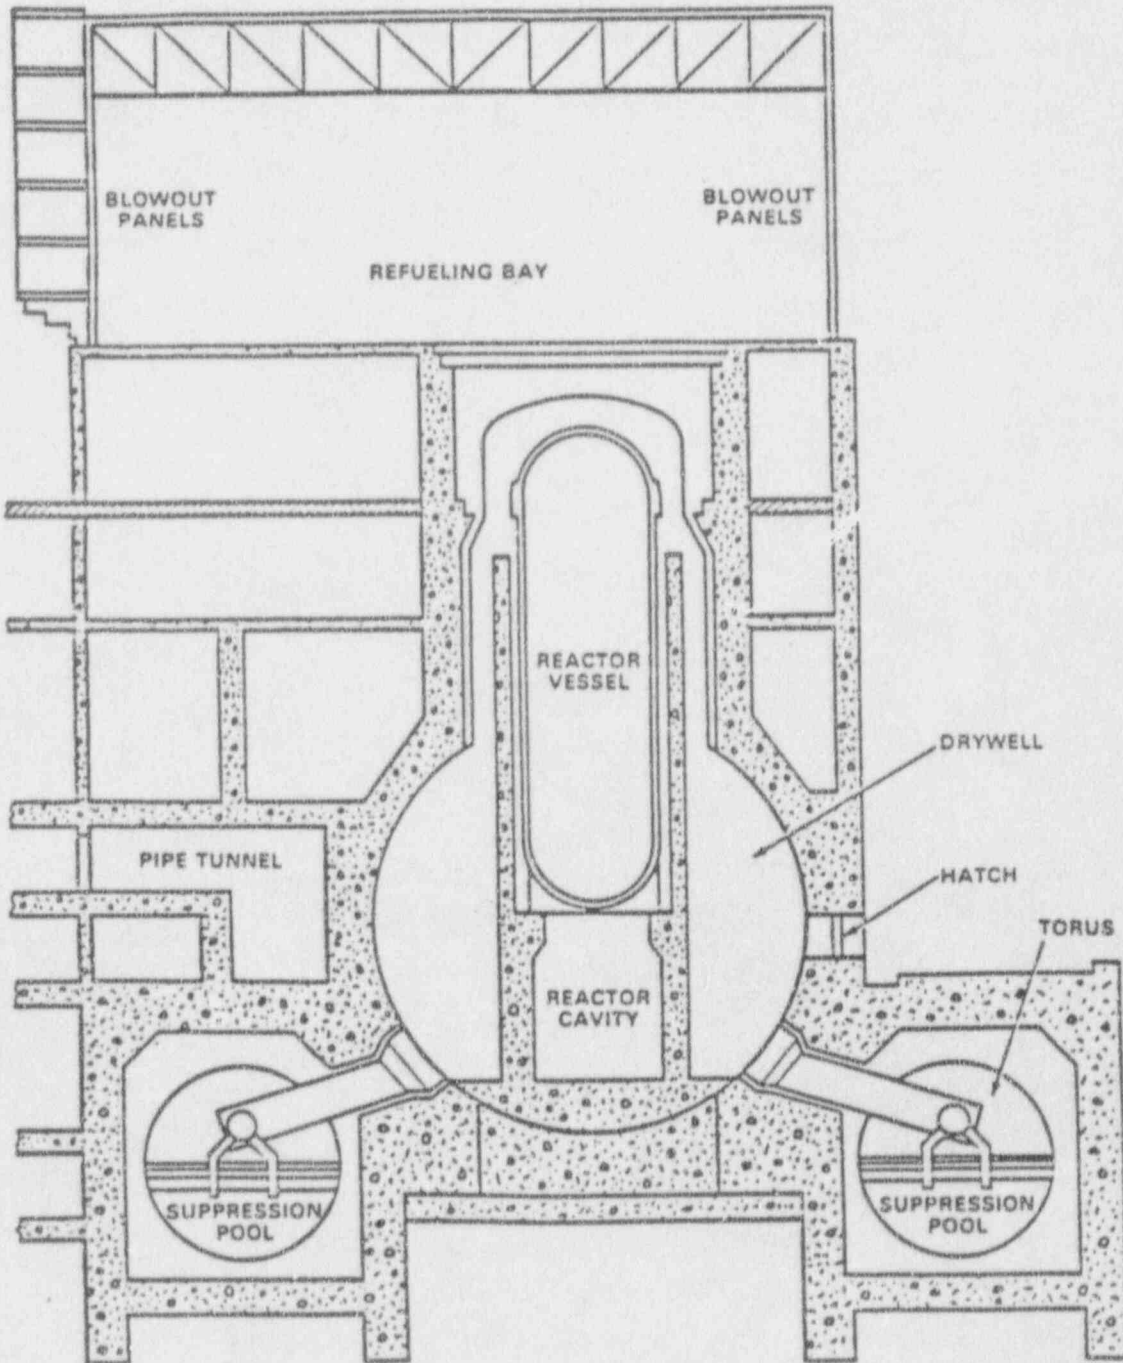 BLOWOUT
PANELS
BLOWOUT
PANELS
REFUELING BAY
REACTOR
VESSEL
DRYWELL
PIPE TUNNEL
HATCH
TORUS
REACTOR
CAVITY
SUPPRESSION
POOL
SUPPRESSION
POOL